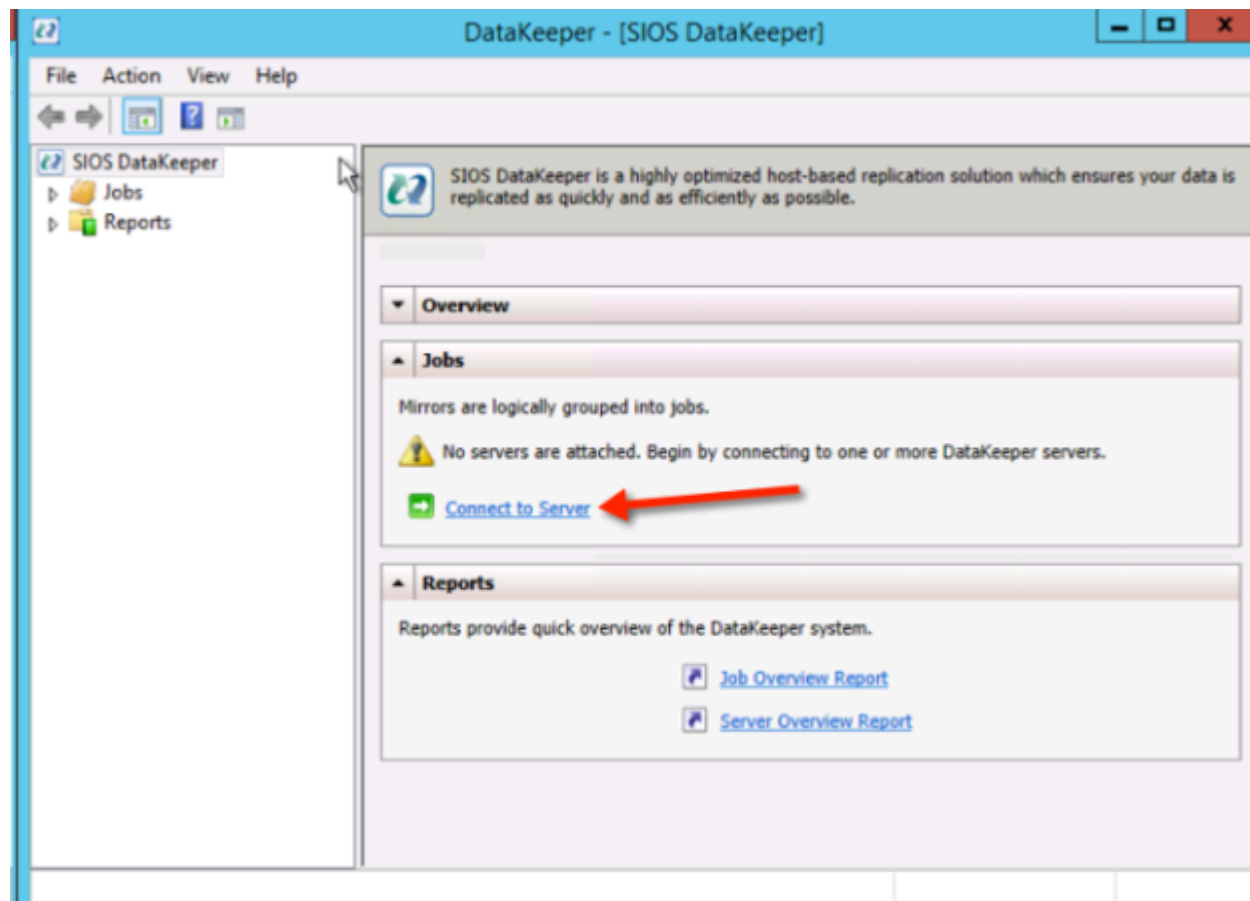 DataKeeper - [SIOS DataKeeper]
File Action View Help
SIOS DataKeeper
Jobs
Reports
SIOS DataKeeper is a highly optimized host-based replication solution which ensures your data is
replicated as quickly and as efficiently as possible.
Overview
Jobs
Mirrors are logically grouped into jobs.
No servers are attached. Begin by connecting to one or more DataKeeper servers.
Connect to Server
Reports
Reports provide quick overview of the DataKeeper system.
Job Overview Report
Server Overview Report